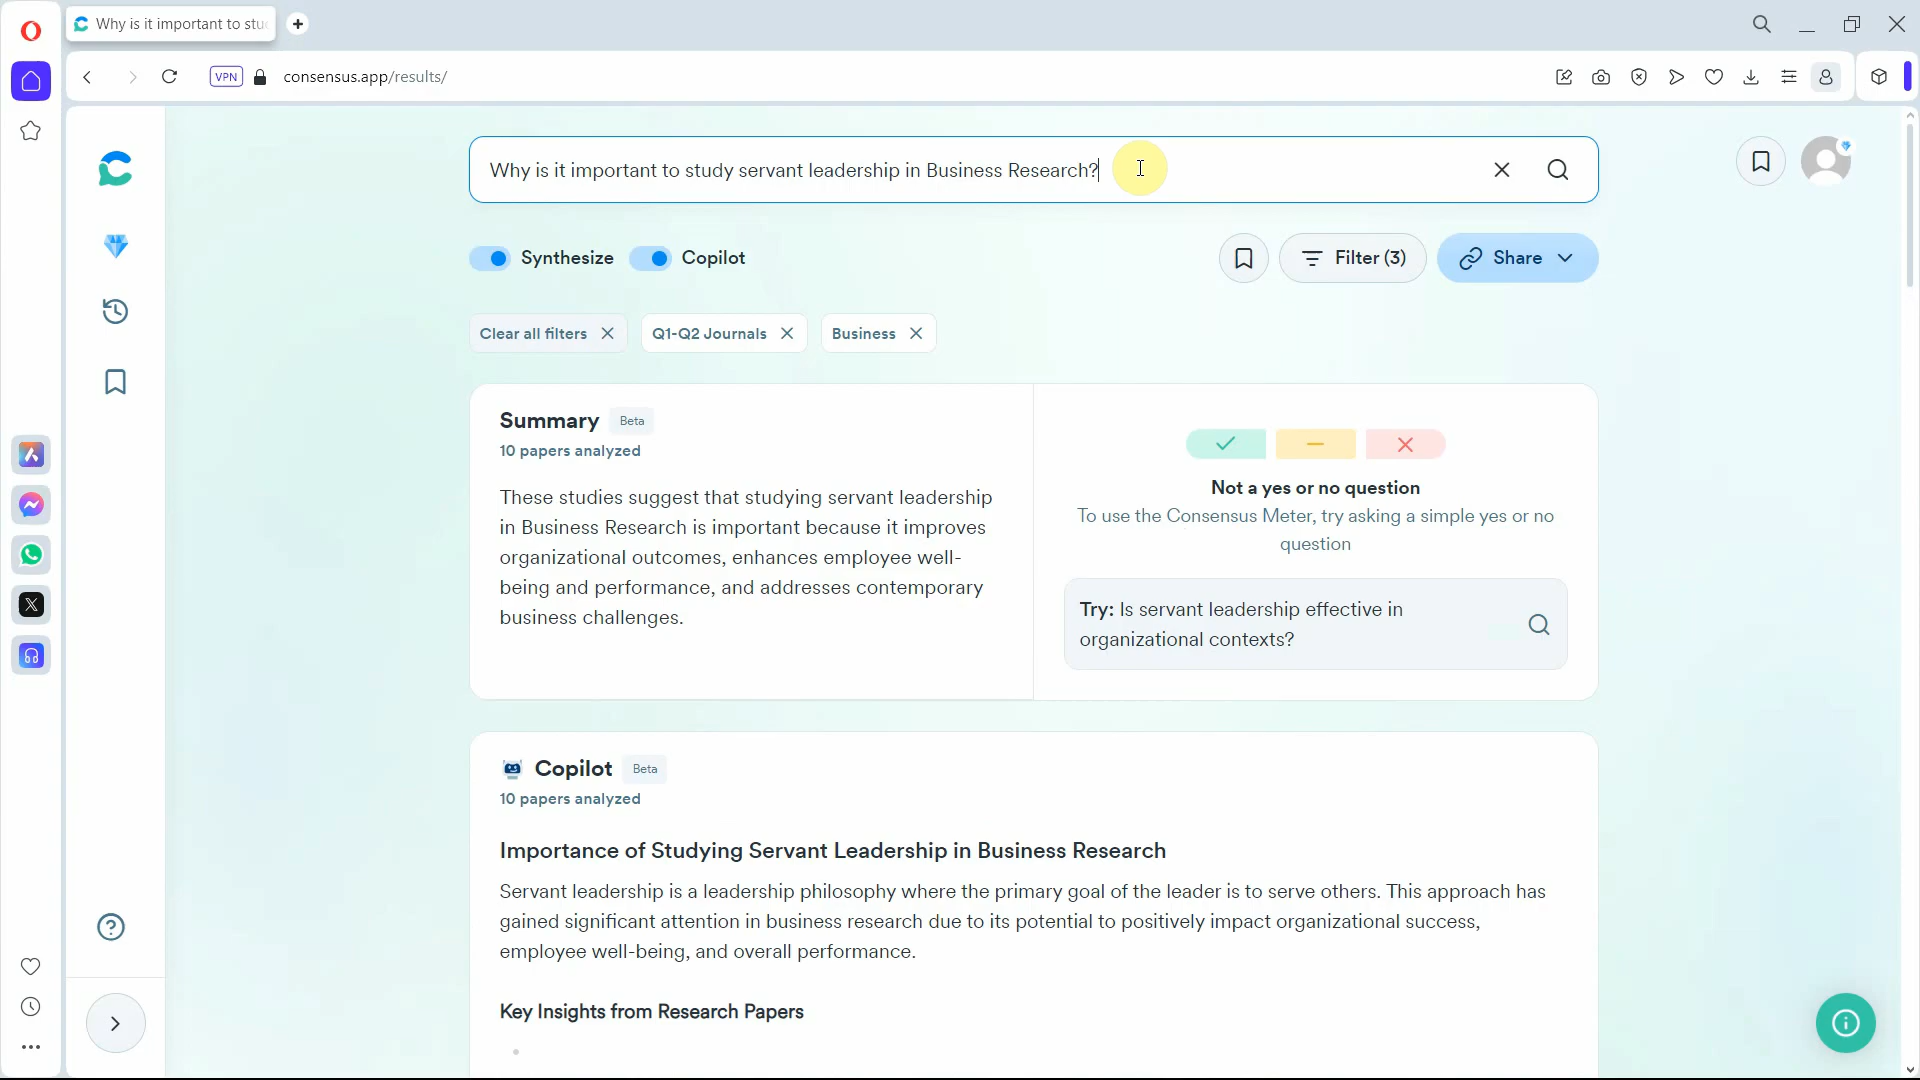 Why is it important to stu
VPN
consensus.app/results/
Why is it important to study servant leadership in Business Research?
Synthesize
Copilot
Filter (3)
Share
Clear all filters
Q1-Q2 Journals
Business
Summary
Beta
10 papers analyzed
These studies suggest that studying servant leadership
in Business Research is important because it improves
organizational outcomes, enhances employee well-
being and performance, and addresses contemporary
business challenges.
Not a yes or no question
To use the Consensus Meter, try asking a simple yes or no
question
Try: Is servant leadership effective in
organizational contexts?
Copilot
Beta
10 papers analyzed
Importance of Studying Servant Leadership in Business Research
Servant leadership is a leadership philosophy where the primary goal of the leader is to serve others. This approach has
gained significant attention in business research due to its potential to positively impact organizational success,
employee well-being, and overall performance.
Key Insights from Research Papers